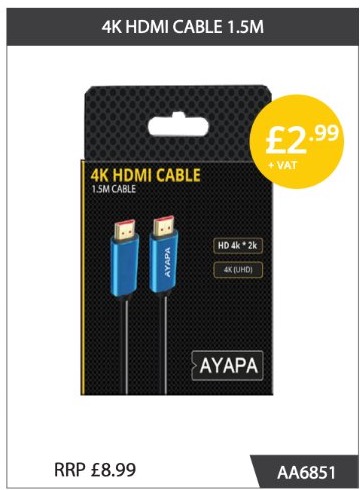 4K HDMI CABLE 1.5M
£2.99
+ VAT
4K HDMI CABLE
1.5M CABLE
HD 4k * 2k
4K (UHD)
AYAPA
AYAPA
RRP £8.99
AA6851